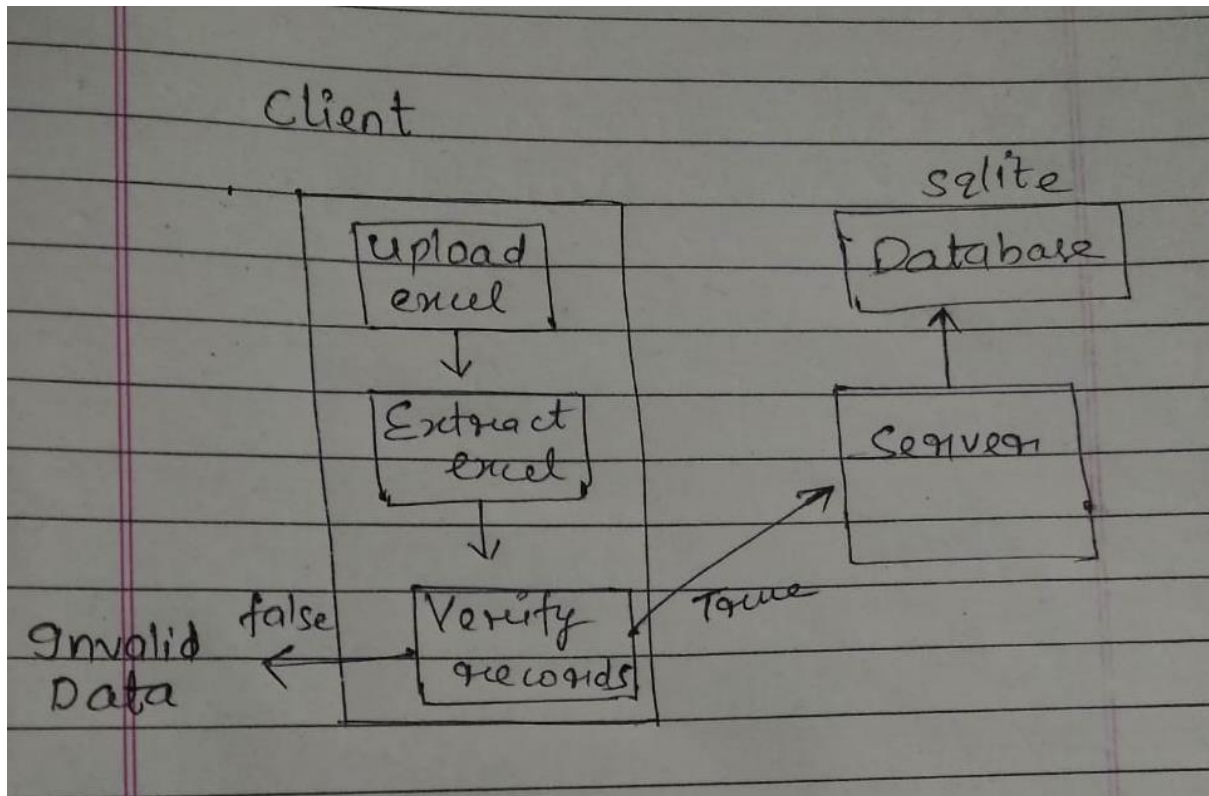 Client
upload
excel
Extract
excel
Verify
records
false
Invalid
Data
True
sqlite
Database
Server